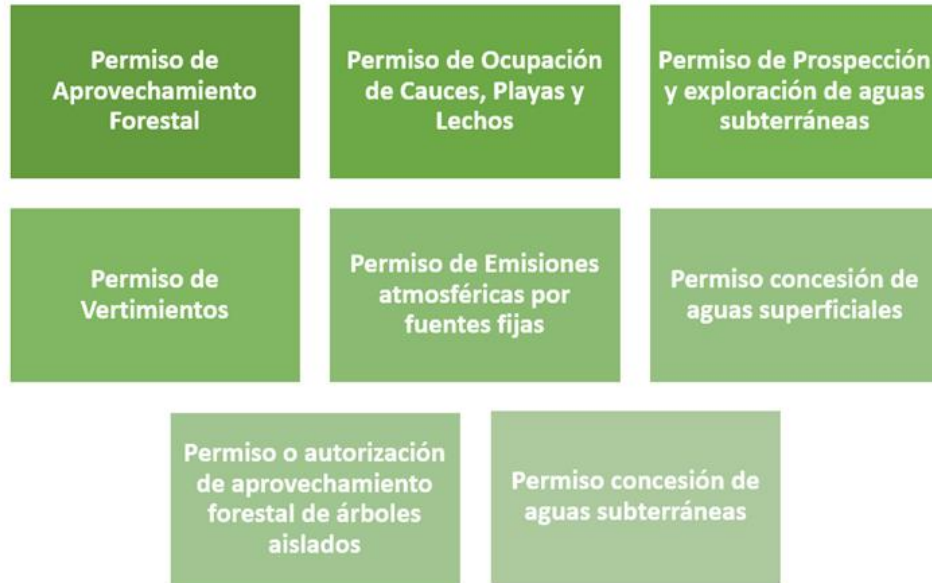 Permiso de
Aprovechamiento
Forestal
Permiso de Ocupación
de Cauces, Playas y
Lechos
Permiso de Prospección
y exploración de aguas
subterráneas
Permiso de
Vertimientos
Permiso de Emisiones
atmosféricas por
fuentes fijas
Permiso concesión de
aguas superficiales
Permiso o autorización
de aprovechamiento
forestal de árboles
aislados
Permiso concesión de
aguas subterráneas